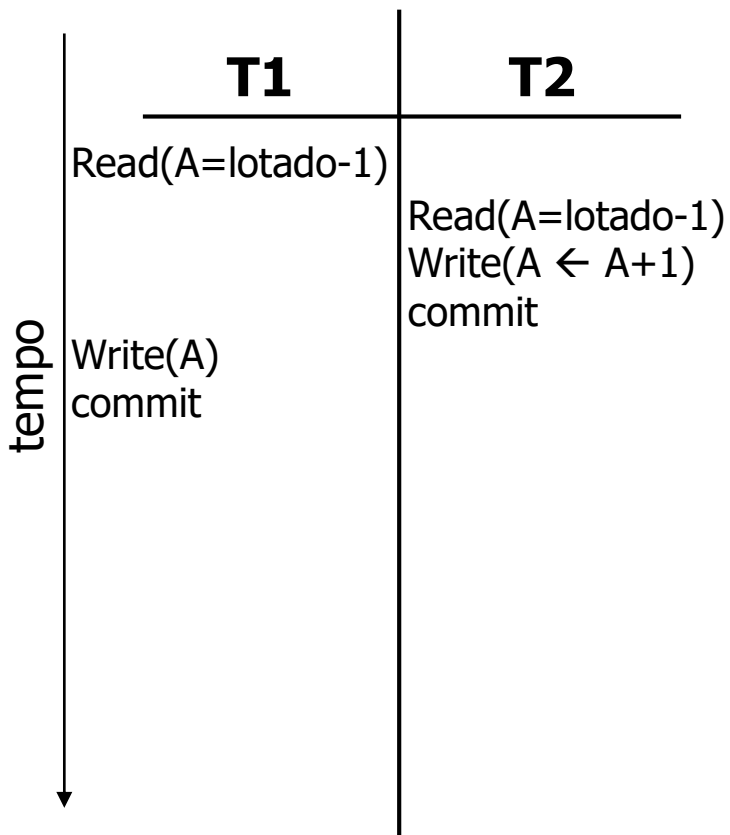 T1 T2
Read(A=lotado-1)
Read(A=lotado-1)
Write(A ← A+1)
commit
Write(A)
commit
tempo